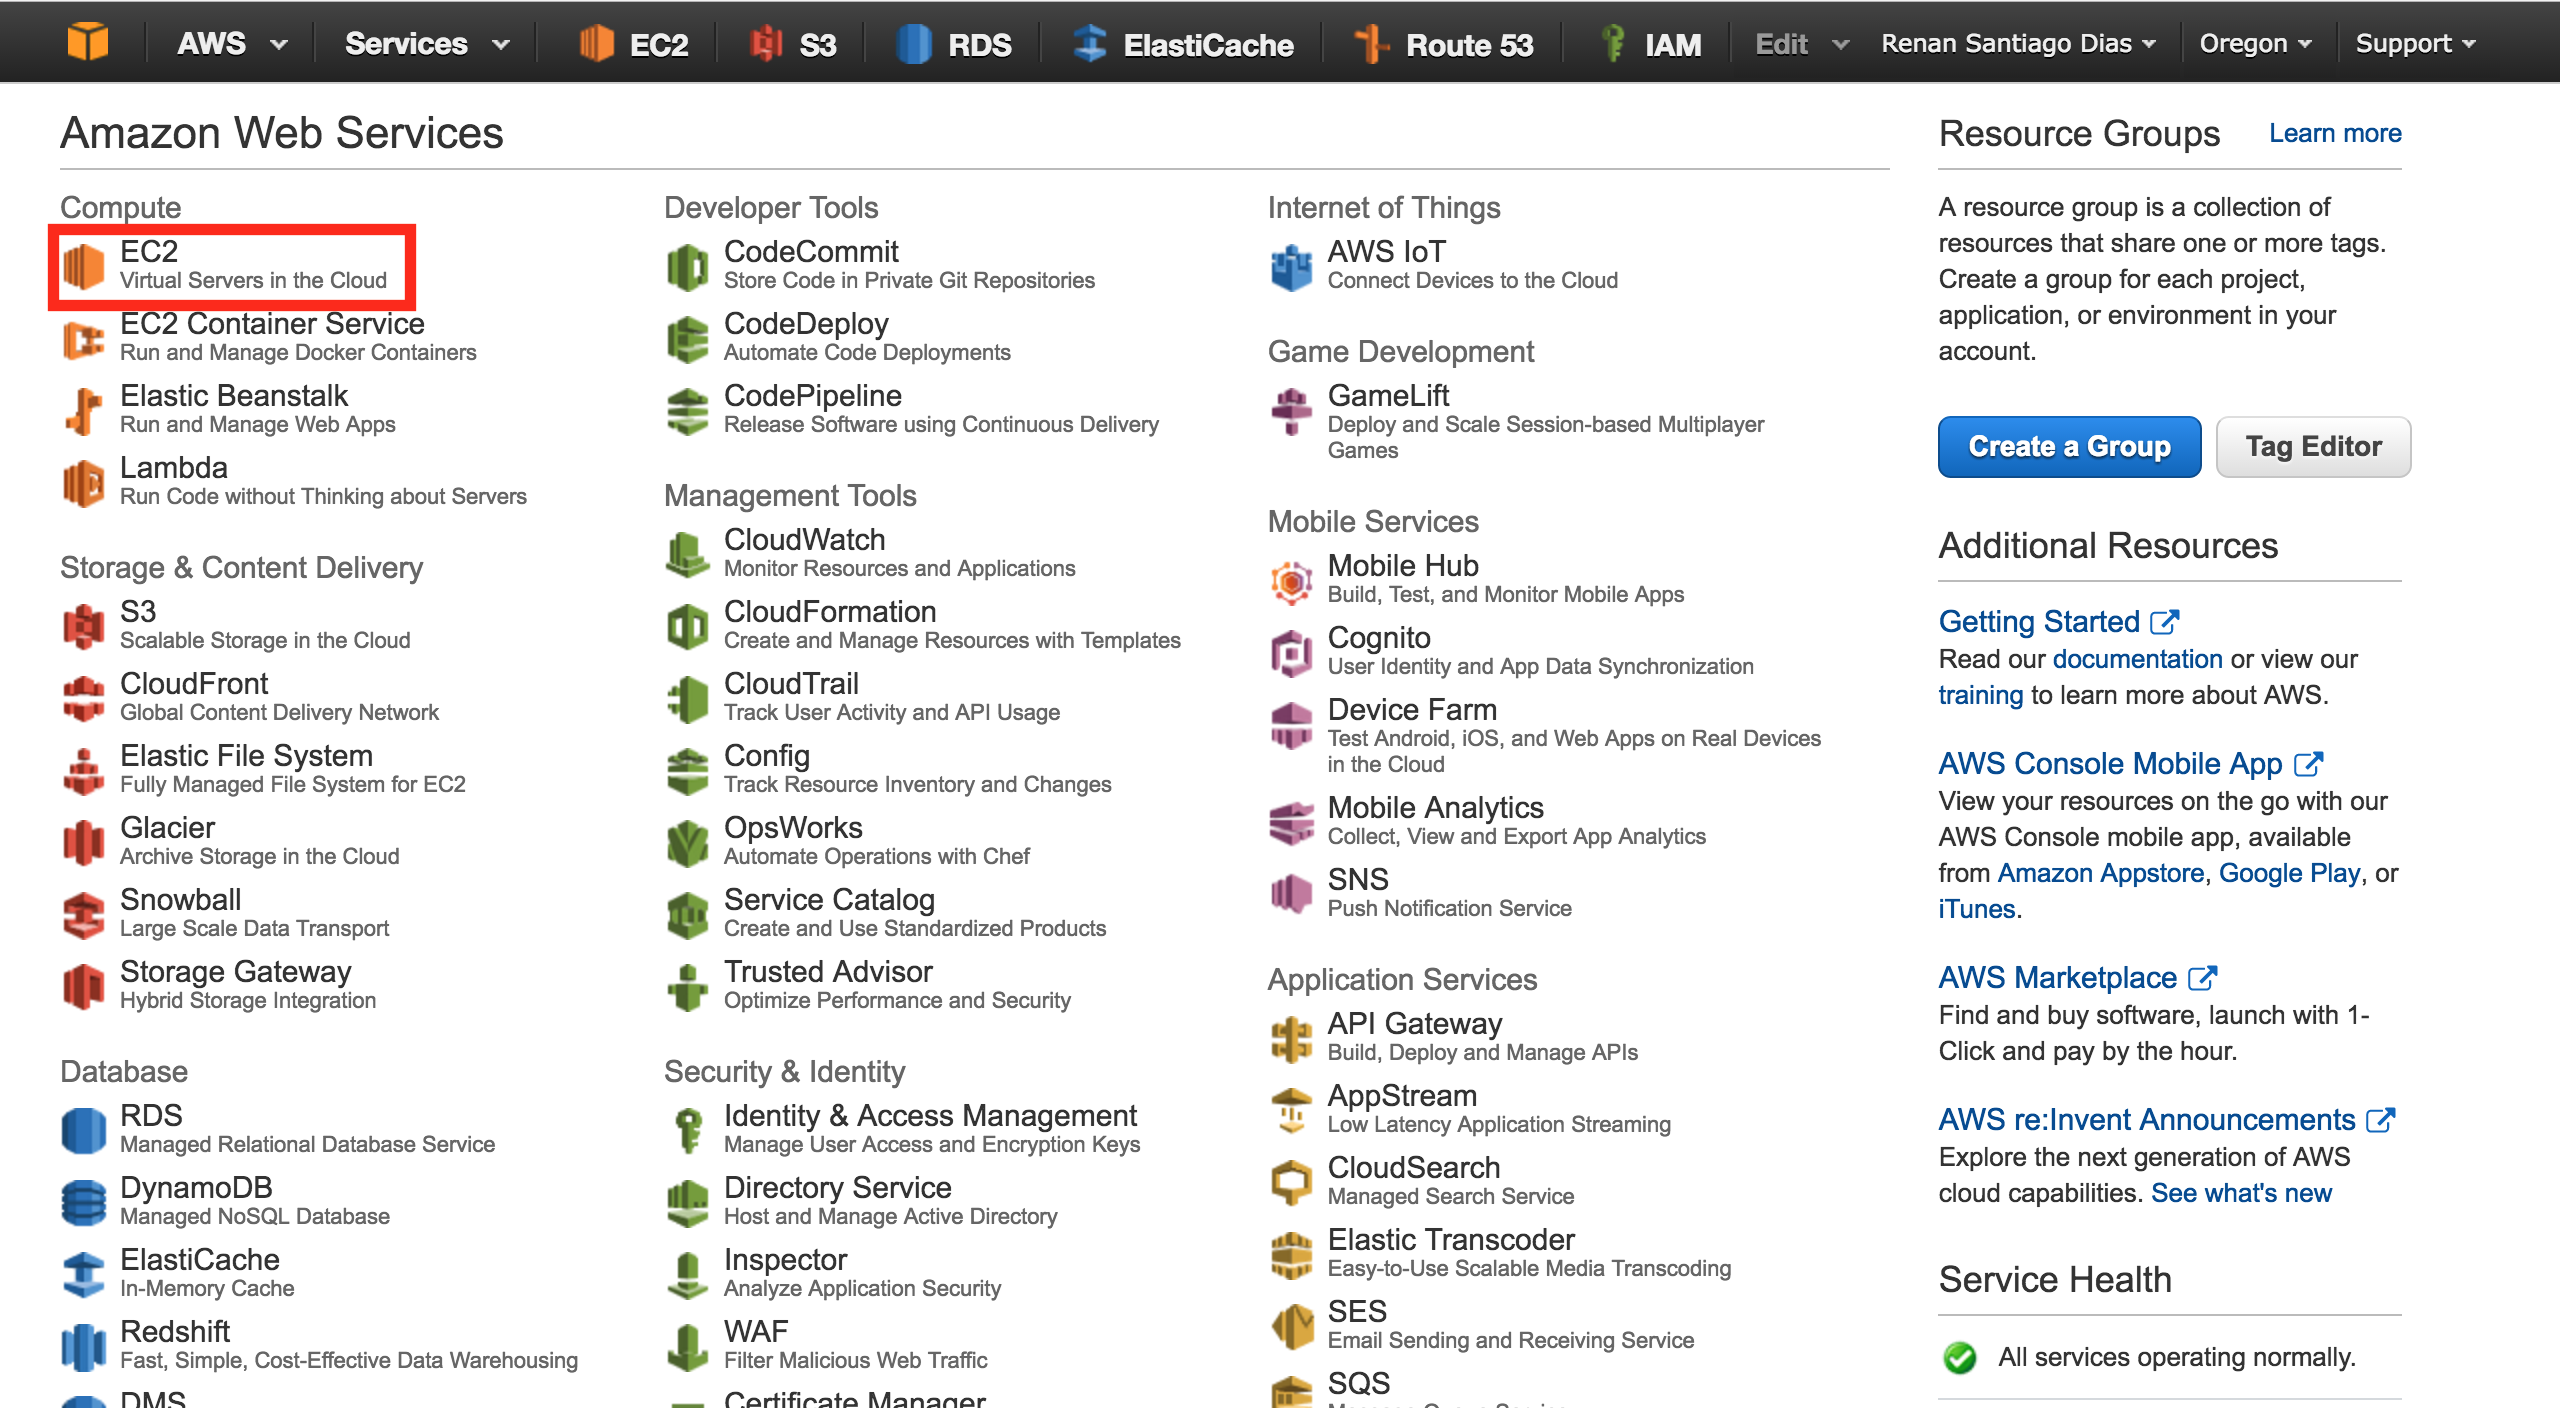 AWS Services EC2 S3 RDS ElastiCache Route 53 IAM Edit Renan Santiago Dias Oregon Support
Amazon Web Services
Compute
EC2
Virtual Servers in the Cloud
EC2 Container Service
Run and Manage Docker Containers
Elastic Beanstalk
Run and Manage Web Apps
Lambda
Run Code without Thinking about Servers
Storage & Content Delivery
S3
Scalable Storage in the Cloud
CloudFront
Global Content Delivery Network
Elastic File System
Fully Managed File System for EC2
Glacier
Archive Storage in the Cloud
Snowball
Large Scale Data Transport
Storage Gateway
Hybrid Storage Integration
Database
RDS
Managed Relational Database Service
DynamoDB
Managed NoSQL Database
ElastiCache
In-Memory Cache
Redshift
Fast, Simple, Cost-Effective Data Warehousing
DMS
Developer Tools
CodeCommit
Store Code in Private Git Repositories
CodeDeploy
Automate Code Deployments
CodePipeline
Release Software using Continuous Delivery
Management Tools
CloudWatch
Monitor Resources and Applications
CloudFormation
Create and Manage Resources with Templates
CloudTrail
Track User Activity and API Usage
Config
Track Resource Inventory and Changes
OpsWorks
Automate Operations with Chef
Service Catalog
Create and Use Standardized Products
Trusted Advisor
Optimize Performance and Security
Security & Identity
Identity & Access Management
Manage User Access and Encryption Keys
Directory Service
Host and Manage Active Directory
Inspector
Analyze Application Security
WAF
Filter Malicious Web Traffic
Certificate Manager
Internet of Things
AWS IoT
Connect Devices to the Cloud
Game Development
GameLift
Deploy and Scale Session-based Multiplayer
Games
Mobile Services
Mobile Hub
Build, Test, and Monitor Mobile Apps
Cognito
User Identity and App Data Synchronization
Device Farm
Test Android, iOS, and Web Apps on Real Devices
in the Cloud
Mobile Analytics
Collect, View and Export App Analytics
SNS
Push Notification Service
Application Services
API Gateway
Build, Deploy and Manage APIs
AppStream
Low Latency Application Streaming
CloudSearch
Managed Search Service
Elastic Transcoder
Easy-to-Use Scalable Media Transcoding
SES
Email Sending and Receiving Service
SQS
Resource Groups Learn more
A resource group is a collection of
resources that share one or more tags.
Create a group for each project,
application, or environment in your
account.
Create a Group Tag Editor
Additional Resources
Getting Started
Read our documentation or view our
training to learn more about AWS.
AWS Console Mobile App
View your resources on the go with our
AWS Console mobile app, available
from Amazon Appstore, Google Play, or
iTunes.
AWS Marketplace
Find and buy software, launch with 1-
Click and pay by the hour.
AWS re:Invent Announcements
Explore the next generation of AWS
cloud capabilities. See what's new
Service Health
All services operating normally.